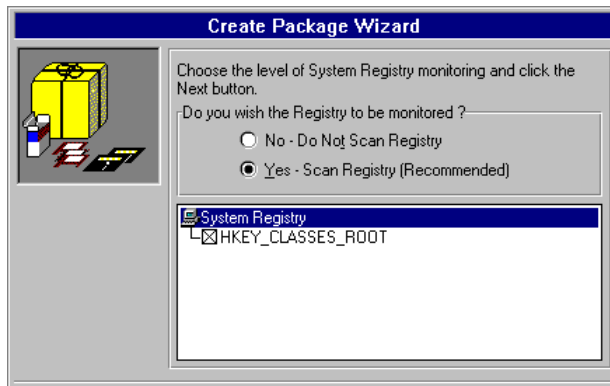 Create Package Wizard
Choose the level of System Registry monitoring and click the
Next button.
Do you wish the Registry to be monitored ?
No - Do Not Scan Registry
Yes - Scan Registry (Recommended)
System Registry
HKEY_CLASSES_ROOT